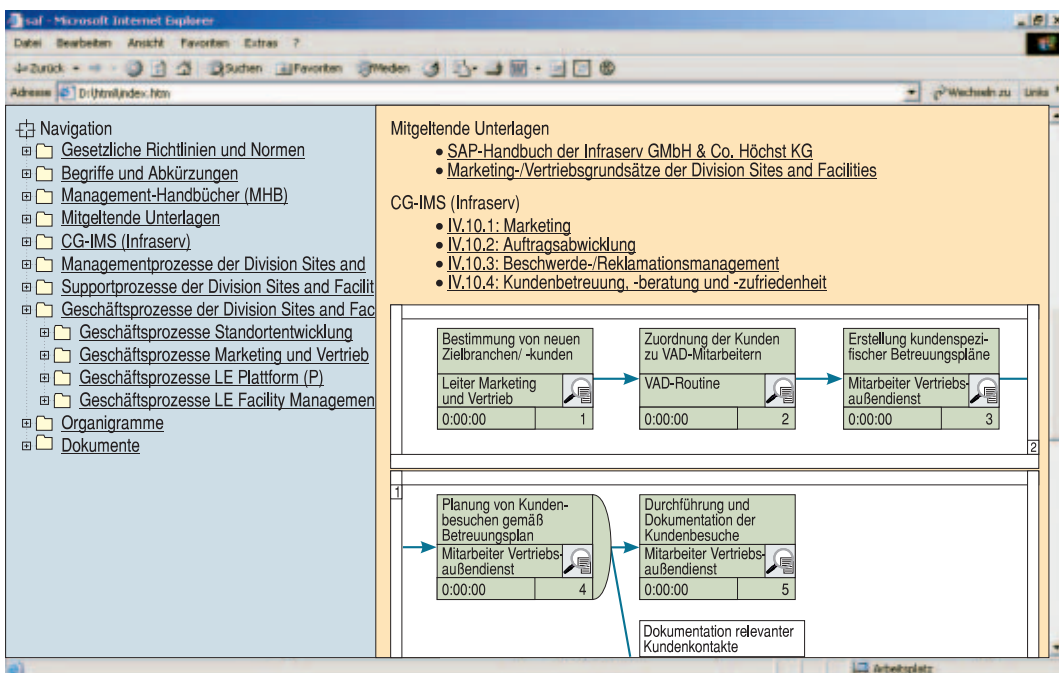 saf - Microsoft Internet Explorer
Datei Bearbeiten Ansicht Favoriten Extras ?
Zurück Suchen Favoriten Medien
Adresse D:\html\index.htm Wechseln zu Links
Navigation
Gesetzliche Richtlinien und Normen
Begriffe und Abkürzungen
Management-Handbücher (MHB)
Mitgeltende Unterlagen
CG-IMS (Infraserv)
Managementprozesse der Division Sites and
Supportprozesse der Division Sites and Facilit
Geschäftsprozesse der Division Sites and Fac
Geschäftsprozesse Standortentwicklung
Geschäftsprozesse Marketing und Vertrieb
Geschäftsprozesse LE Plattform (P)
Geschäftsprozesse LE Facility Managemen
Organigramme
Dokumente
Mitgeltende Unterlagen
• SAP-Handbuch der Infraserv GMbH & Co. Höchst KG
• Marketing-/Vertriebsgrundsätze der Division Sites and Facilities
CG-IMS (Infraserv)
• IV.10.1: Marketing
• IV.10.2: Auftragsabwicklung
• IV.10.3: Beschwerde-/Reklamationsmanagement
• IV.10.4: Kundenbetreuung, -beratung und -zufriedenheit
Bestimmung von neuen
Zielbranchen/ -kunden
Leiter Marketing
und Vertrieb
0:00:00 1
Zuordnung der Kunden
zu VAD-Mitarbeitern
VAD-Routine
0:00:00 2
Erstellung kundenspezi-
fischer Betreuungspläne
Mitarbeiter Vertriebs-
außendienst
0:00:00 3
2
1
Planung von Kunden-
besuchen gemäß
Betreuungsplan
Mitarbeiter Vertriebs-
außendienst
0:00:00 4
Durchführung und
Dokumentation der
Kundenbesuche
Mitarbeiter Vertriebs-
außendienst
0:00:00 5
Dokumentation relevanter
Kundenkontakte
Arbeitsplatz